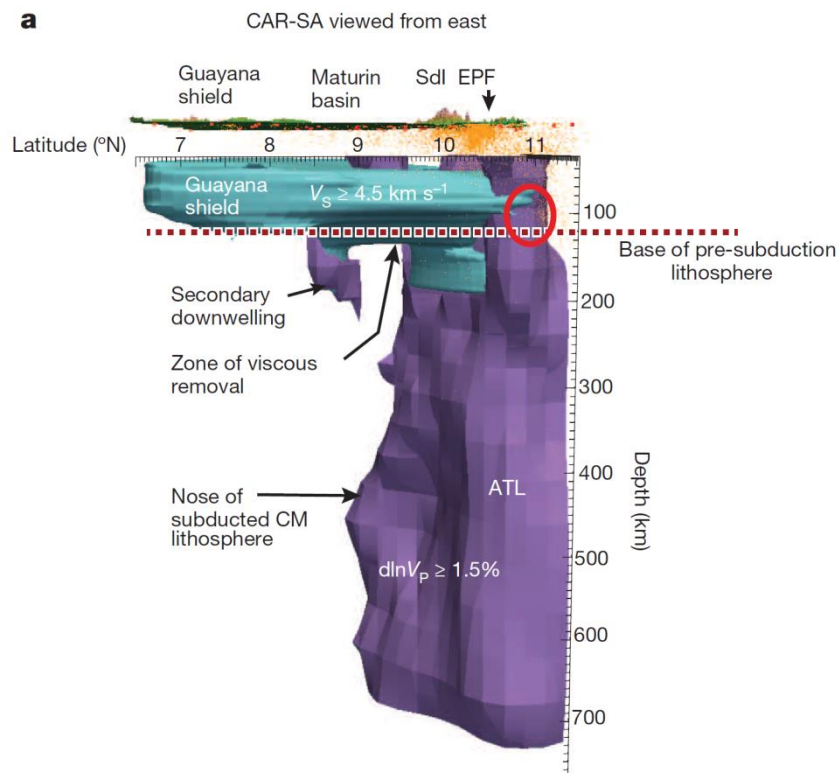 a
CAR-SA viewed from east
Guayana
shield
Maturin
basin
SdI EPF
Latitude (ºN)
7 8 9 10 11
Guayana
shield
V_S ≥ 4.5 km s⁻¹
100
Base of pre-subduction
lithosphere
Secondary
downwelling
200
Zone of viscous
removal
300
400
Nose of
subducted CM
lithosphere
ATL
Depth (km)
500
dlnV_P ≥ 1.5%
600
700